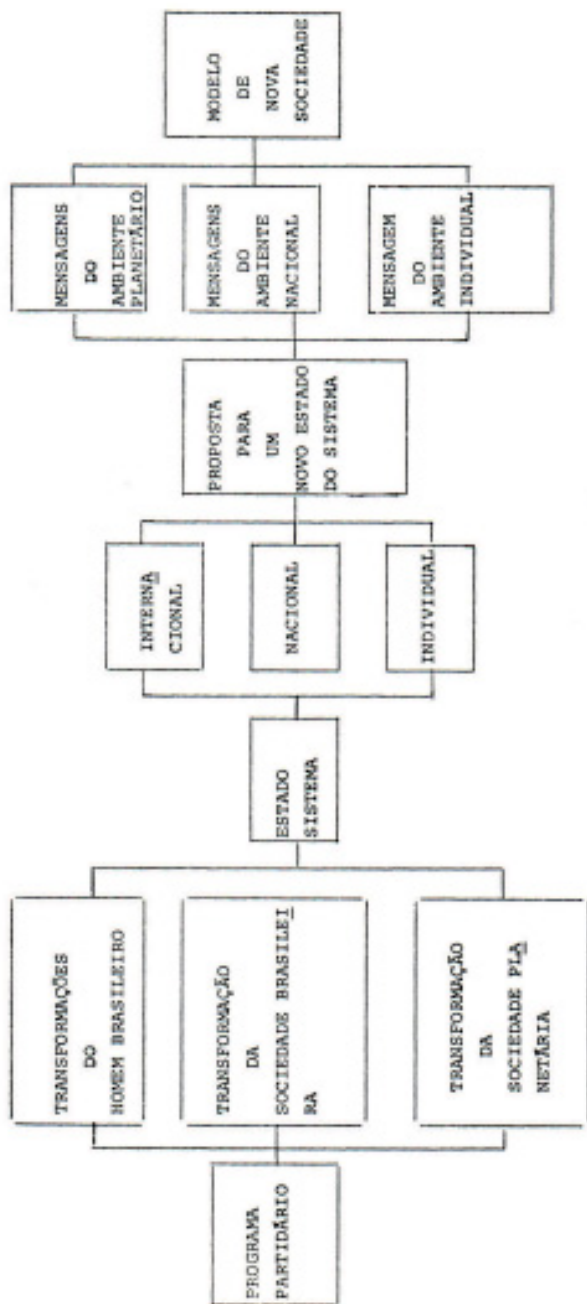 PROGRAMA
PARTIDÁRIO
TRANSFORMAÇÕES
DO
HOMEM BRASILEIRO
TRANSFORMAÇÃO
DA
SOCIEDADE BRASILEI
RA
TRANSFORMAÇÃO
DA
SOCIEDADE PLA
NETÁRIA
ESTADO
SISTEMA
INTERNA
CIONAL
NACIONAL
INDIVIDUAL
PROPOSTA
PARA
UM
NOVO ESTADO
DO SISTEMA
MENSAGENS
DO
AMBIENTE
PLANETÁRIO
MENSAGENS
DO
AMBIENTE
NACIONAL
MENSAGEM
DO
AMBIENTE
INDIVIDUAL
MODELO
DE
NOVA
SOCIEDADE